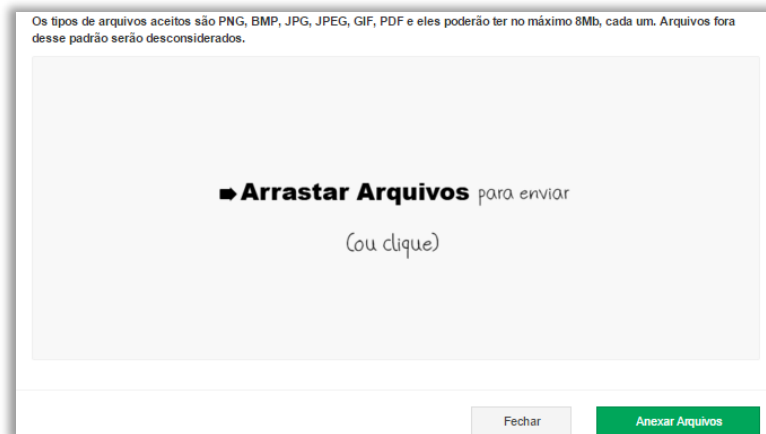 Os tipos de arquivos aceitos são PNG, BMP, JPG, JPEG, GIF, PDF e eles poderão ter no máximo 8Mb, cada um. Arquivos fora
desse padrão serão desconsiderados.
➨Arrastar Arquivos para enviar
(ou clique)
Fechar
Anexar Arquivos